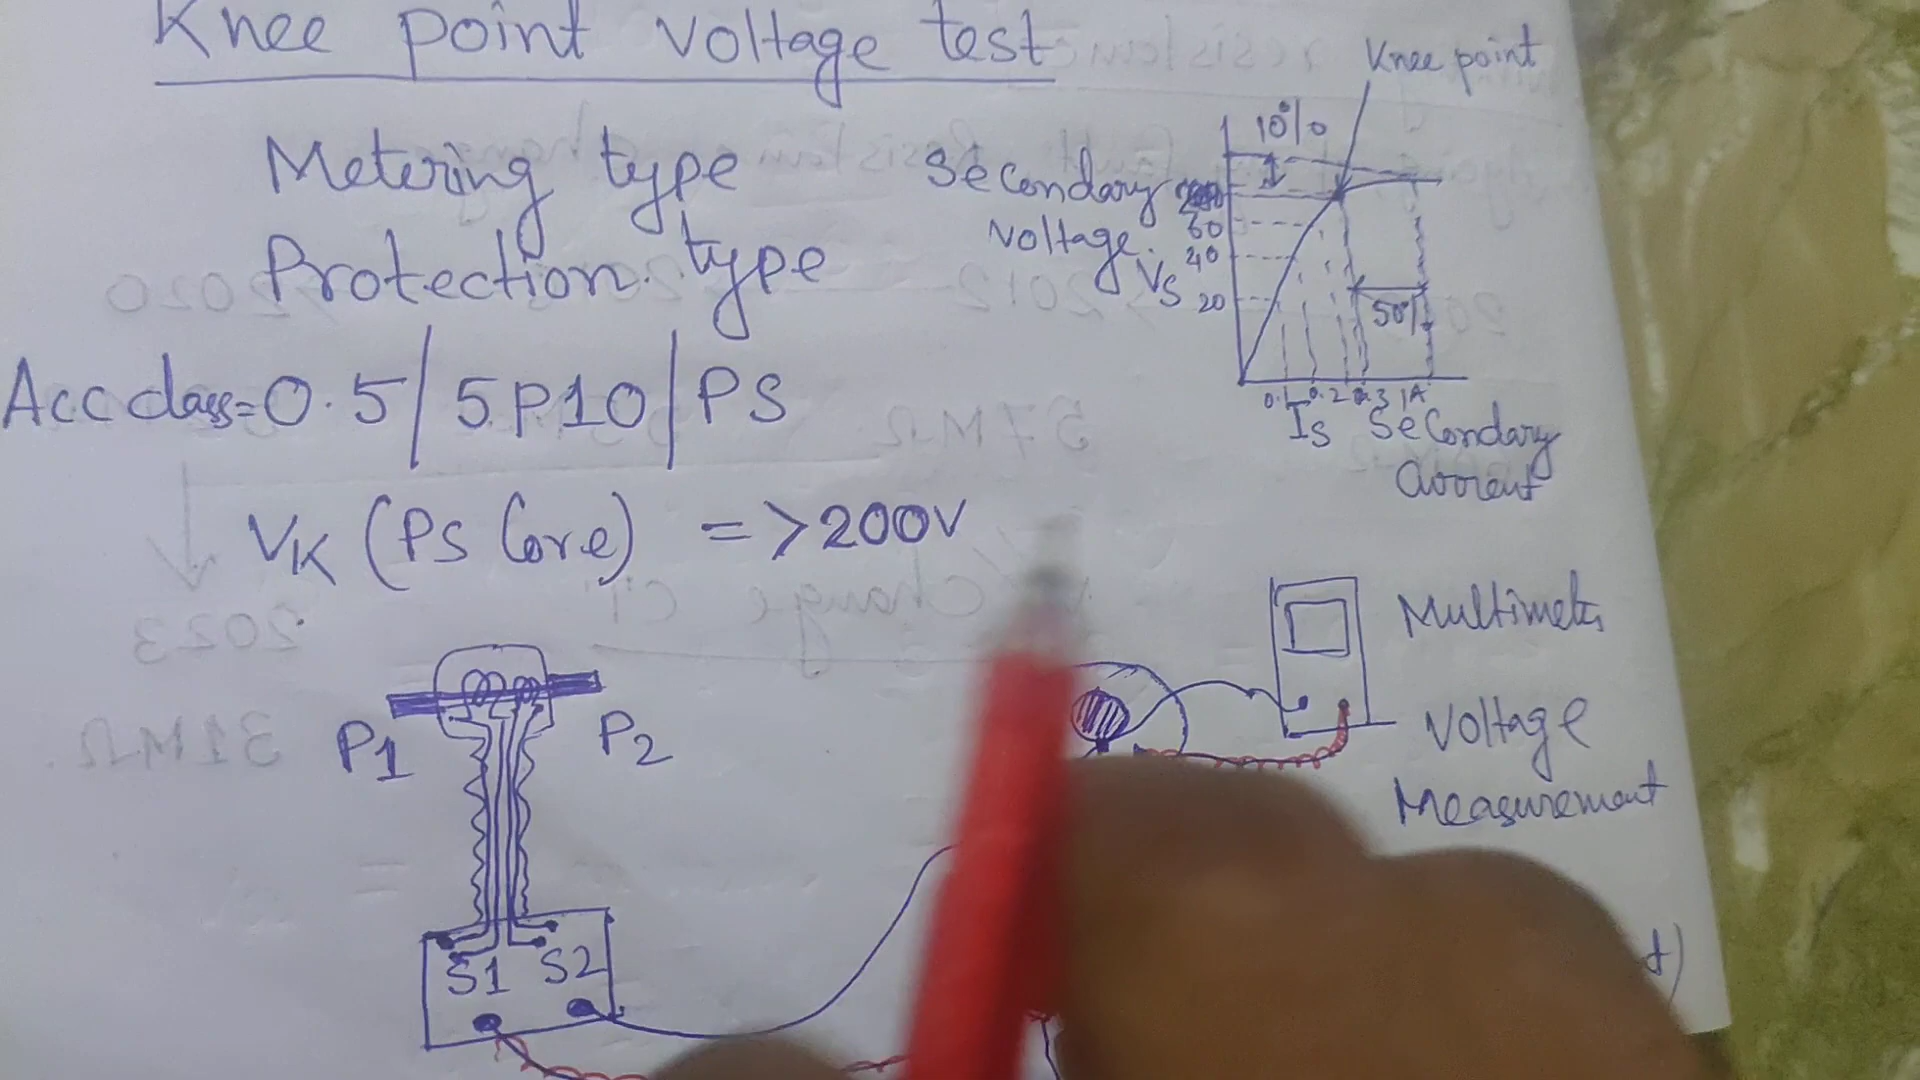 Knee point voltage test
Metering type
Protection type
Acc class=0.5/5P10/PS
VK (PS Core) => 200V
Knee point
10%
Secondary
Voltage.
VS
60
40
20
50%
0.1 0.2 0.3 1A
IS Secondary
Current
Multimeter
Voltage
Measurement
P1
P2
S1 S2